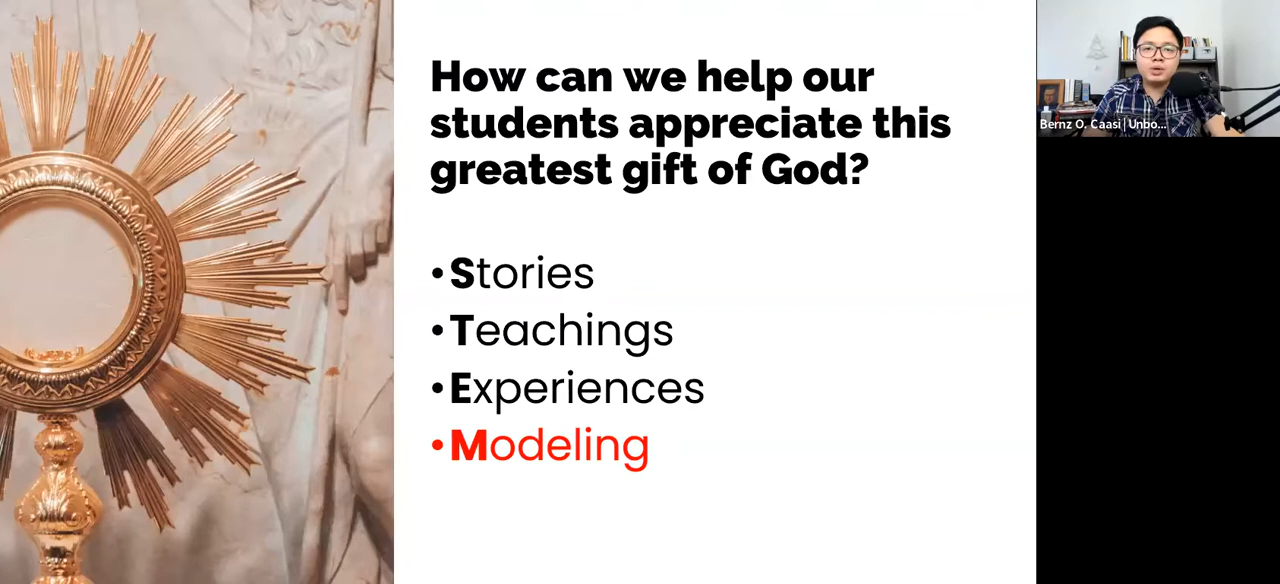 How can we help our
students appreciate this
greatest gift of God?
• Stories
• Teachings
• Experiences
• Modeling
Bernz O. Caasi | Unbo...